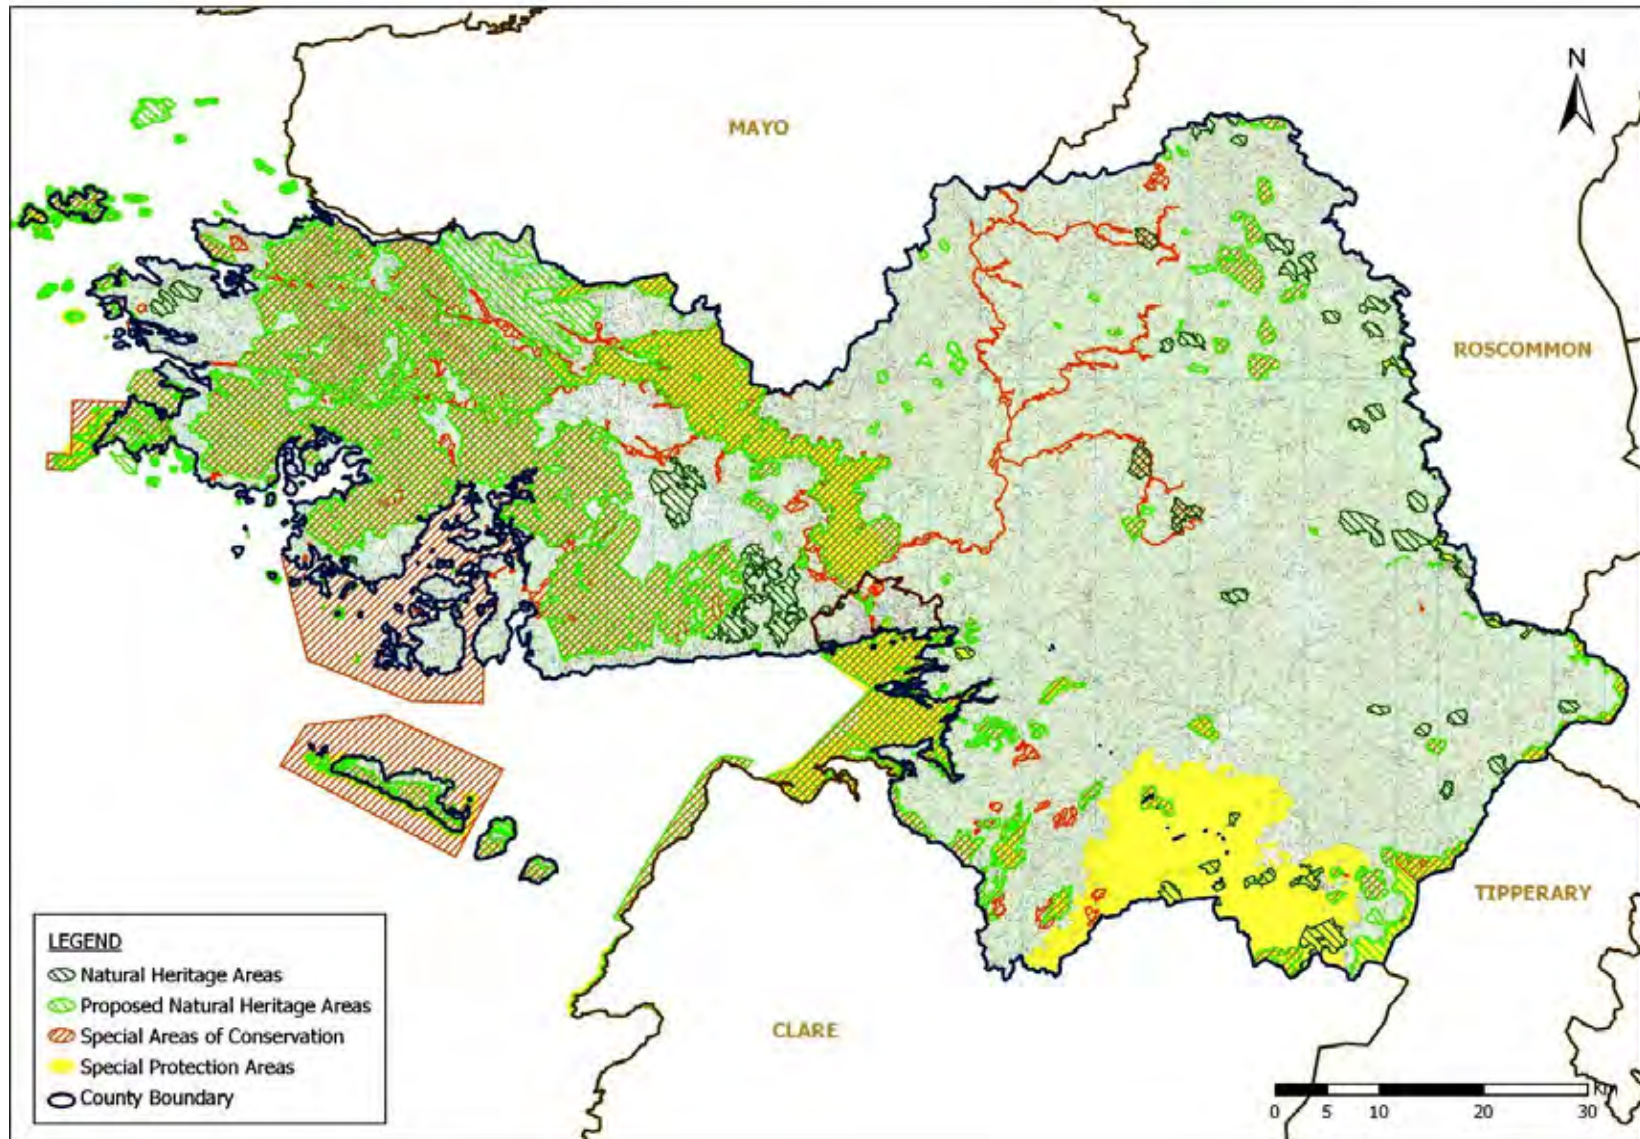 N
MAYO
ROSCOMMON
TIPPERARY
CLARE
LEGEND
Natural Heritage Areas
Proposed Natural Heritage Areas
Special Areas of Conservation
Special Protection Areas
County Boundary
Km
0 5 10 20 30